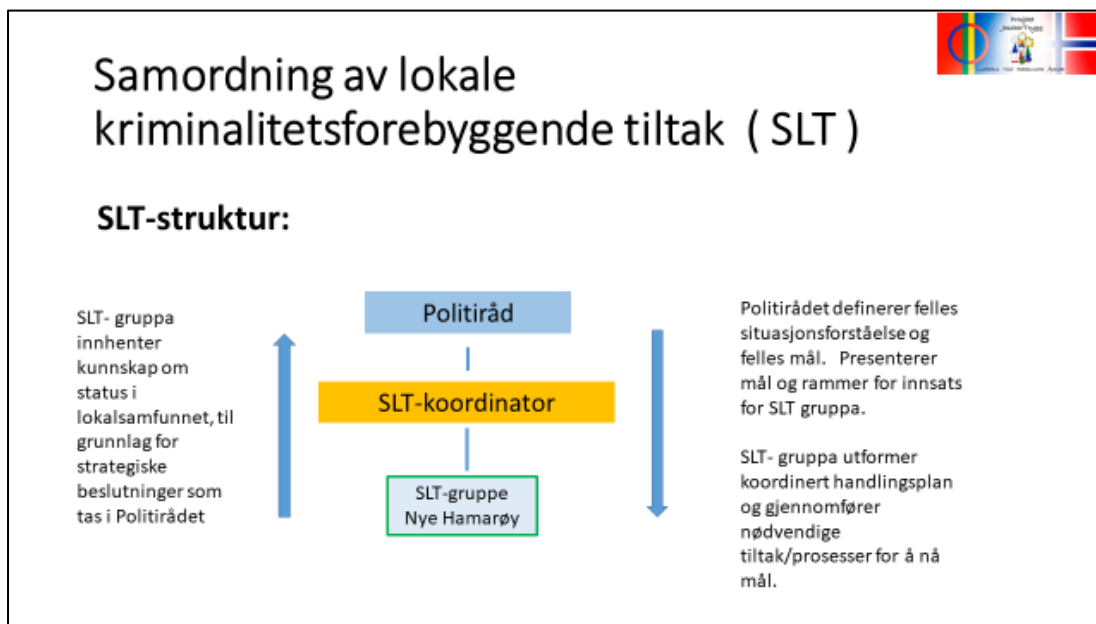 Samordning av lokale
kriminalitetsforebyggende tiltak ( SLT )
SLT-struktur:
SLT- gruppa
innhenter
kunnskap om
status i
lokalsamfunnet, til
grunnlag for
strategiske
beslutninger som
tas i Politirådet
Politiråd
SLT-koordinator
SLT-gruppe
Nye Hamarøy
Politirådet definerer felles
situasjonsforståelse og
felles mål. Presenterer
mål og rammer for innsats
for SLT gruppa.
SLT- gruppa utformer
koordinert handlingsplan
og gjennomfører
nødvendige
tiltak/prosesser for å nå
mål.